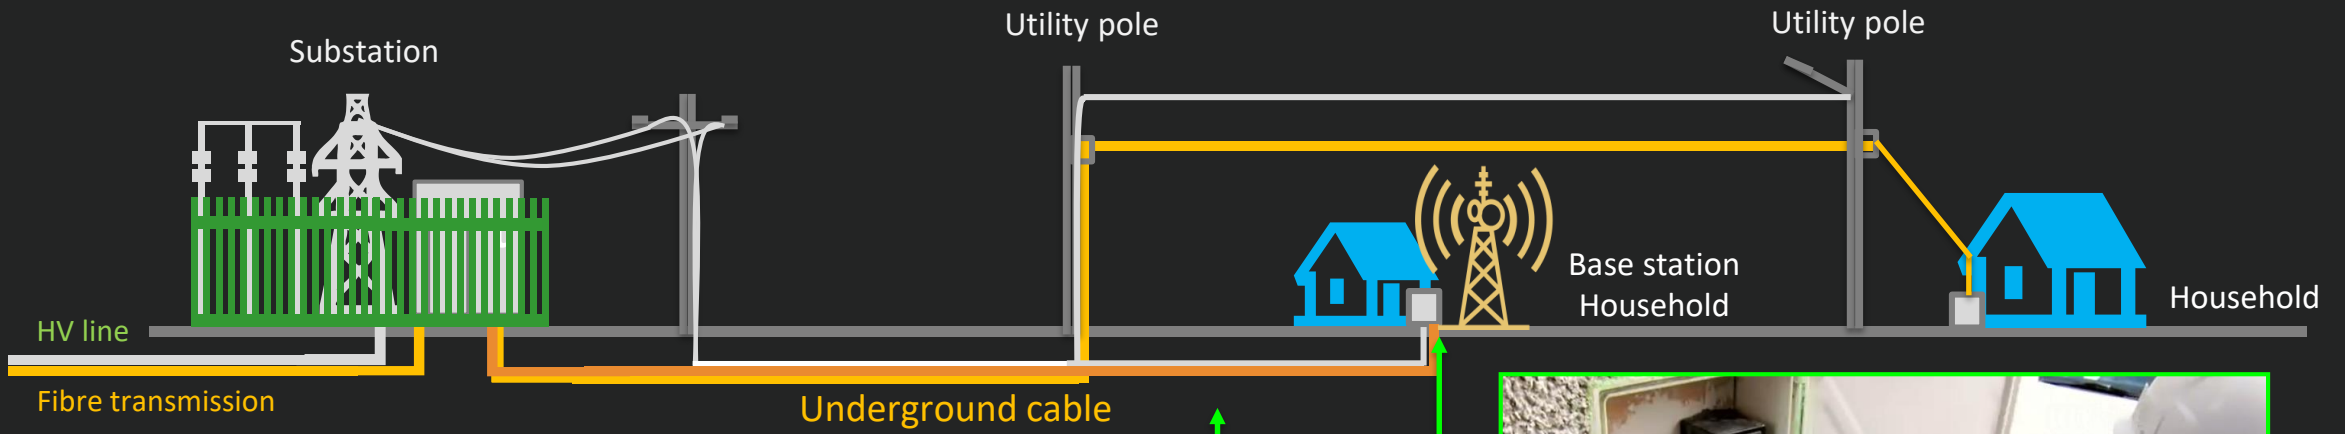 Substation
Utility pole
Utility pole
Base station
Household
Household
HV line
Fibre transmission
Underground cable